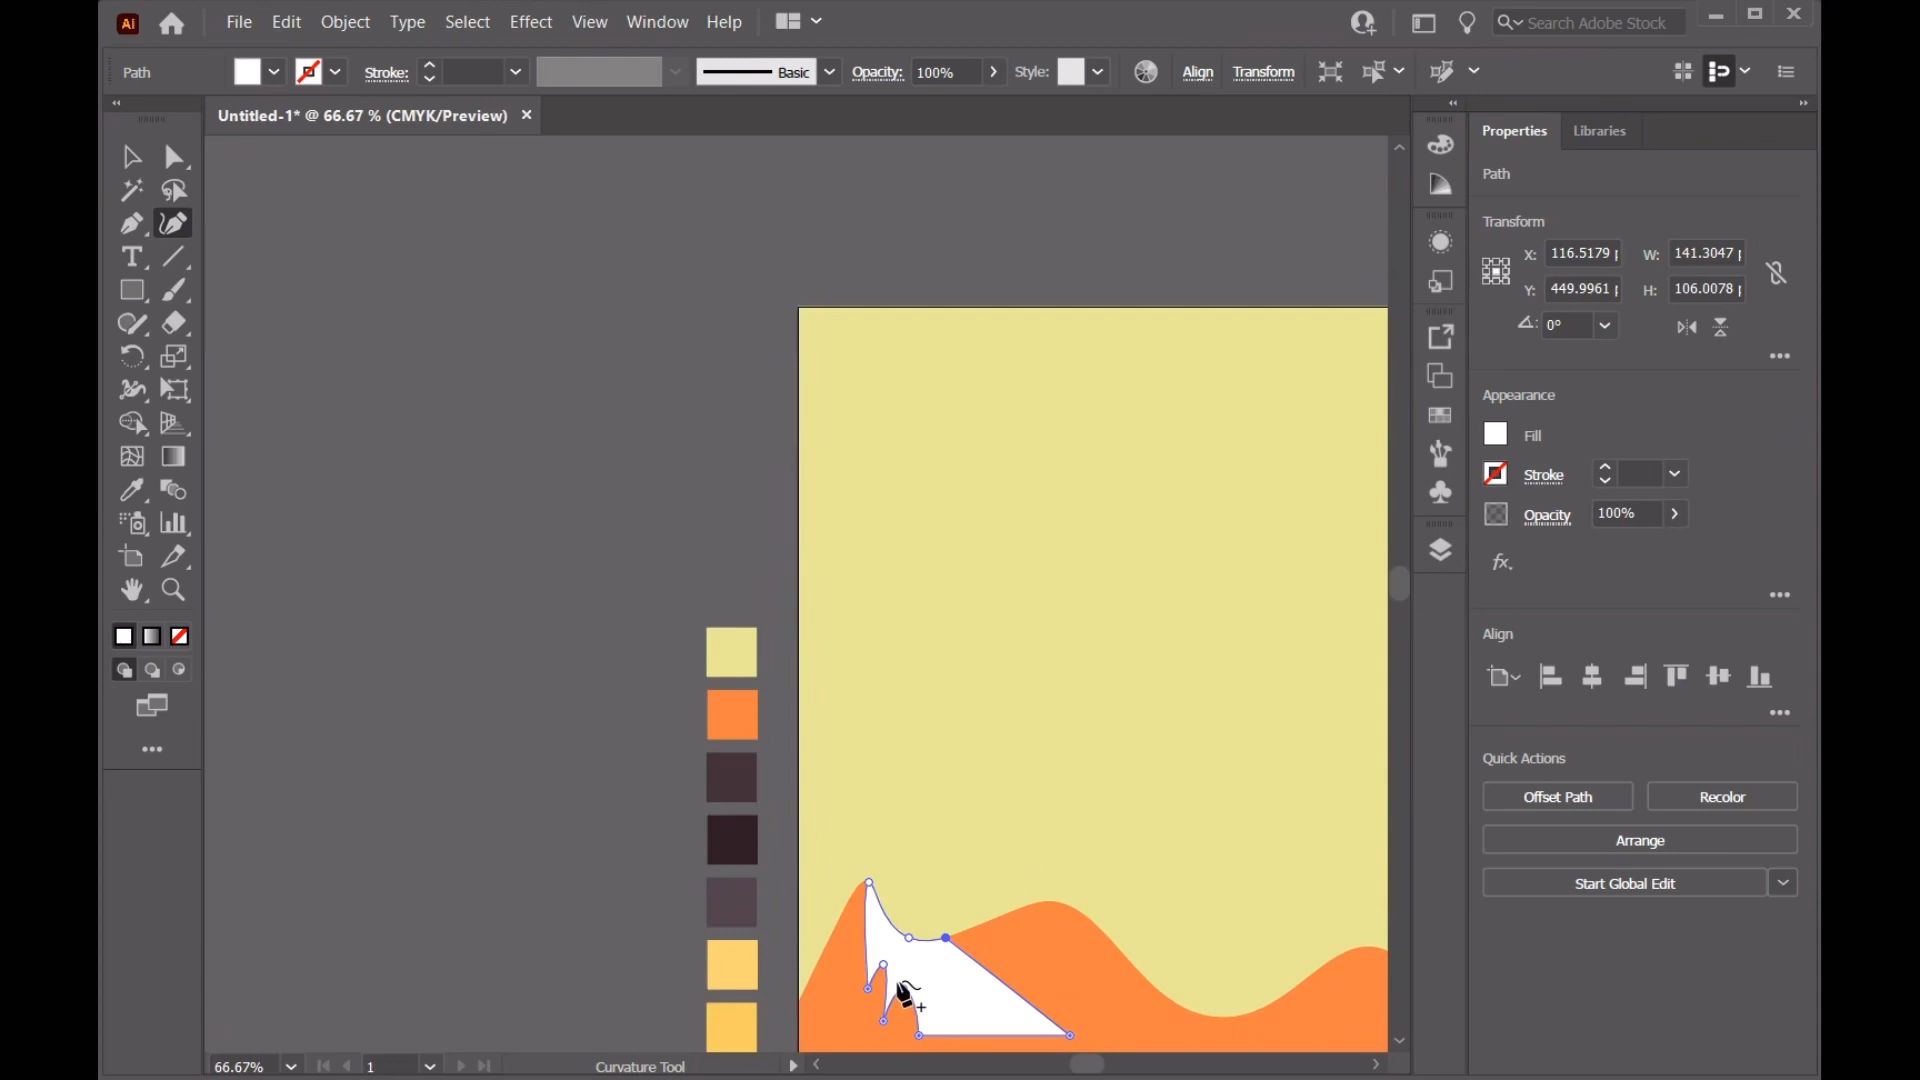 Ai File Edit Object Type Select Effect View Window Help Search Adobe Stock
Path Stroke: Basic Opacity: 100% Style: Align Transform
Untitled-1* @ 66.67 % (CMYK/Preview)
Properties Libraries
Path
Transform
X: 116.5179 p W: 141.3047 p
Y: 449.9961 p H: 106.0078 p
0°
Appearance
Fill
Stroke
Opacity 100%
fx.
Align
Quick Actions
Offset Path Recolor
Arrange
Start Global Edit
66.67% 1 Curvature Tool